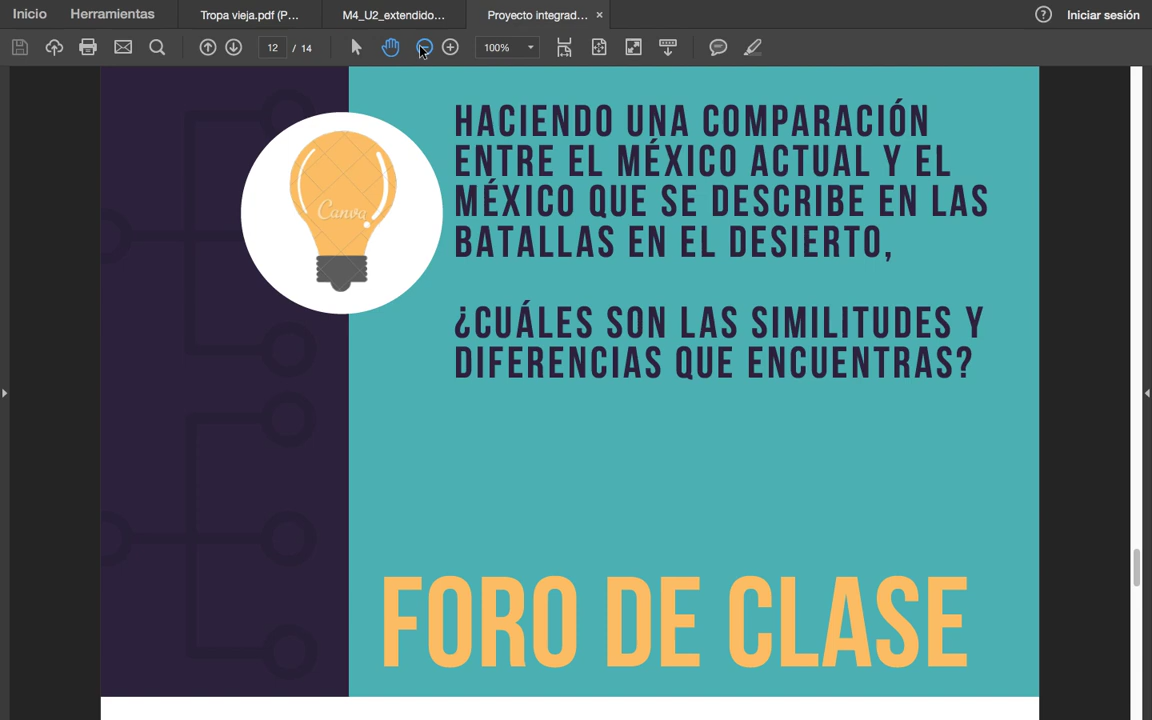 Inicio Herramientas Tropa vieja.pdf (P... M4_U2_extendido... Proyecto integrad... × ? Iniciar sesión
12 / 14 100%
HACIENDO UNA COMPARACIÓN
ENTRE EL MÉXICO ACTUAL Y EL
MÉXICO QUE SE DESCRIBE EN LAS
BATALLAS EN EL DESIERTO,
Canva
¿CUÁLES SON LAS SIMILITUDES Y
DIFERENCIAS QUE ENCUENTRAS?
FORO DE CLASE